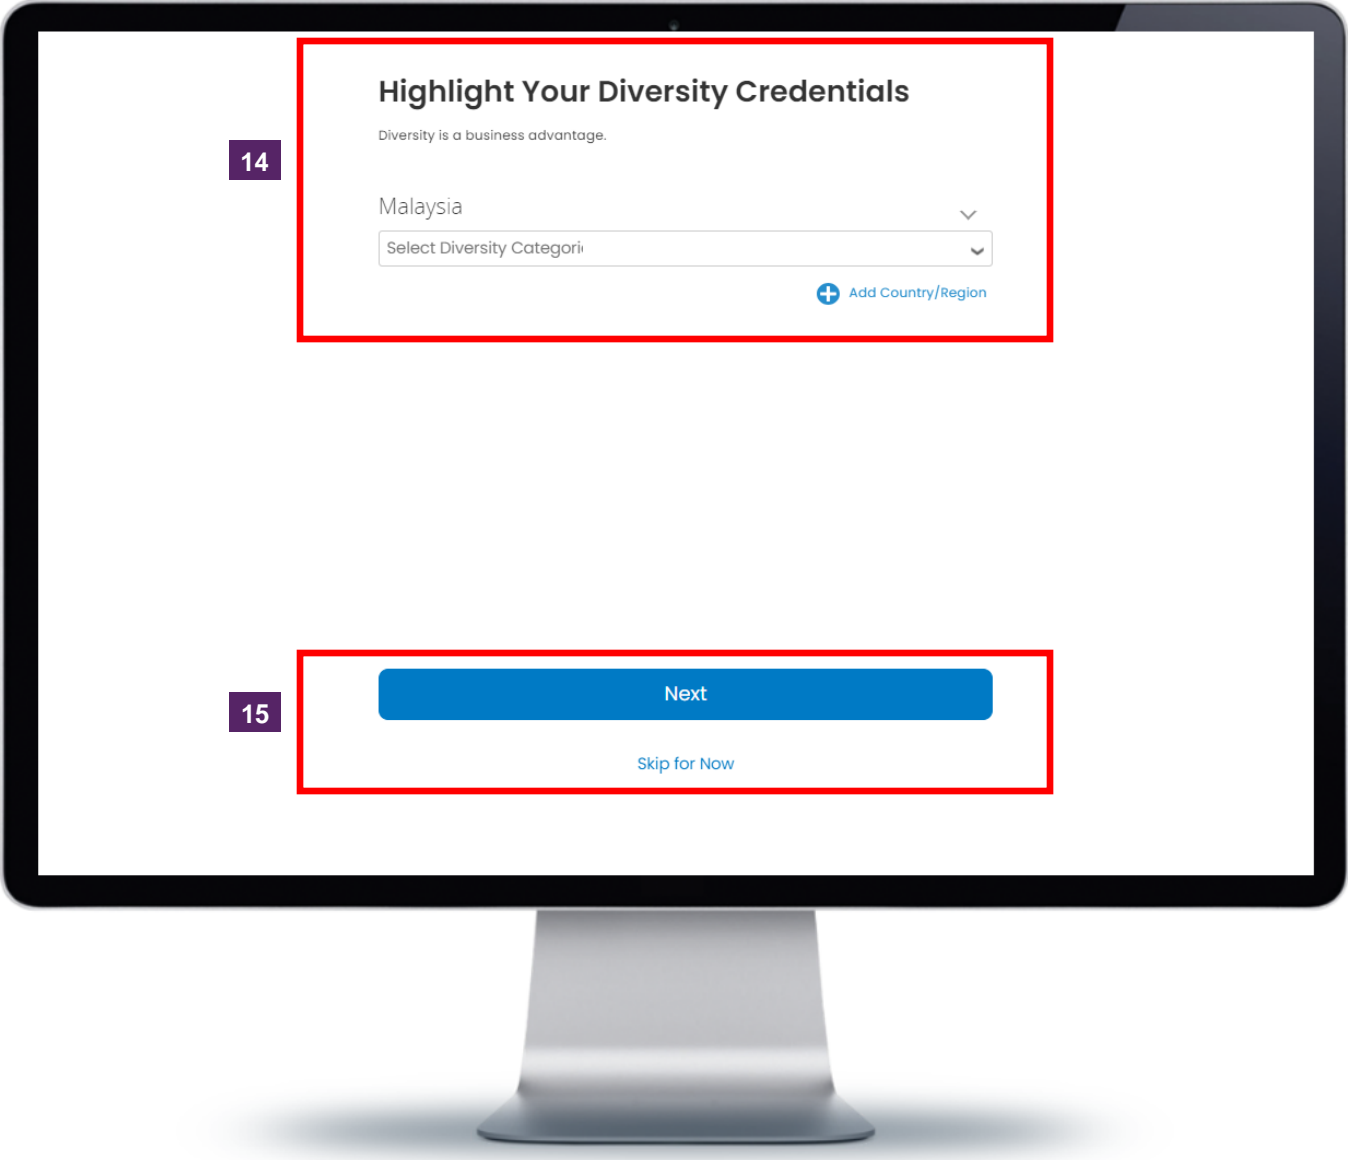 Highlight Your Diversity Credentials
Diversity is a business advantage.
14
Malaysia
Select Diversity Categori
Add Country/Region
Next
15
Skip for Now